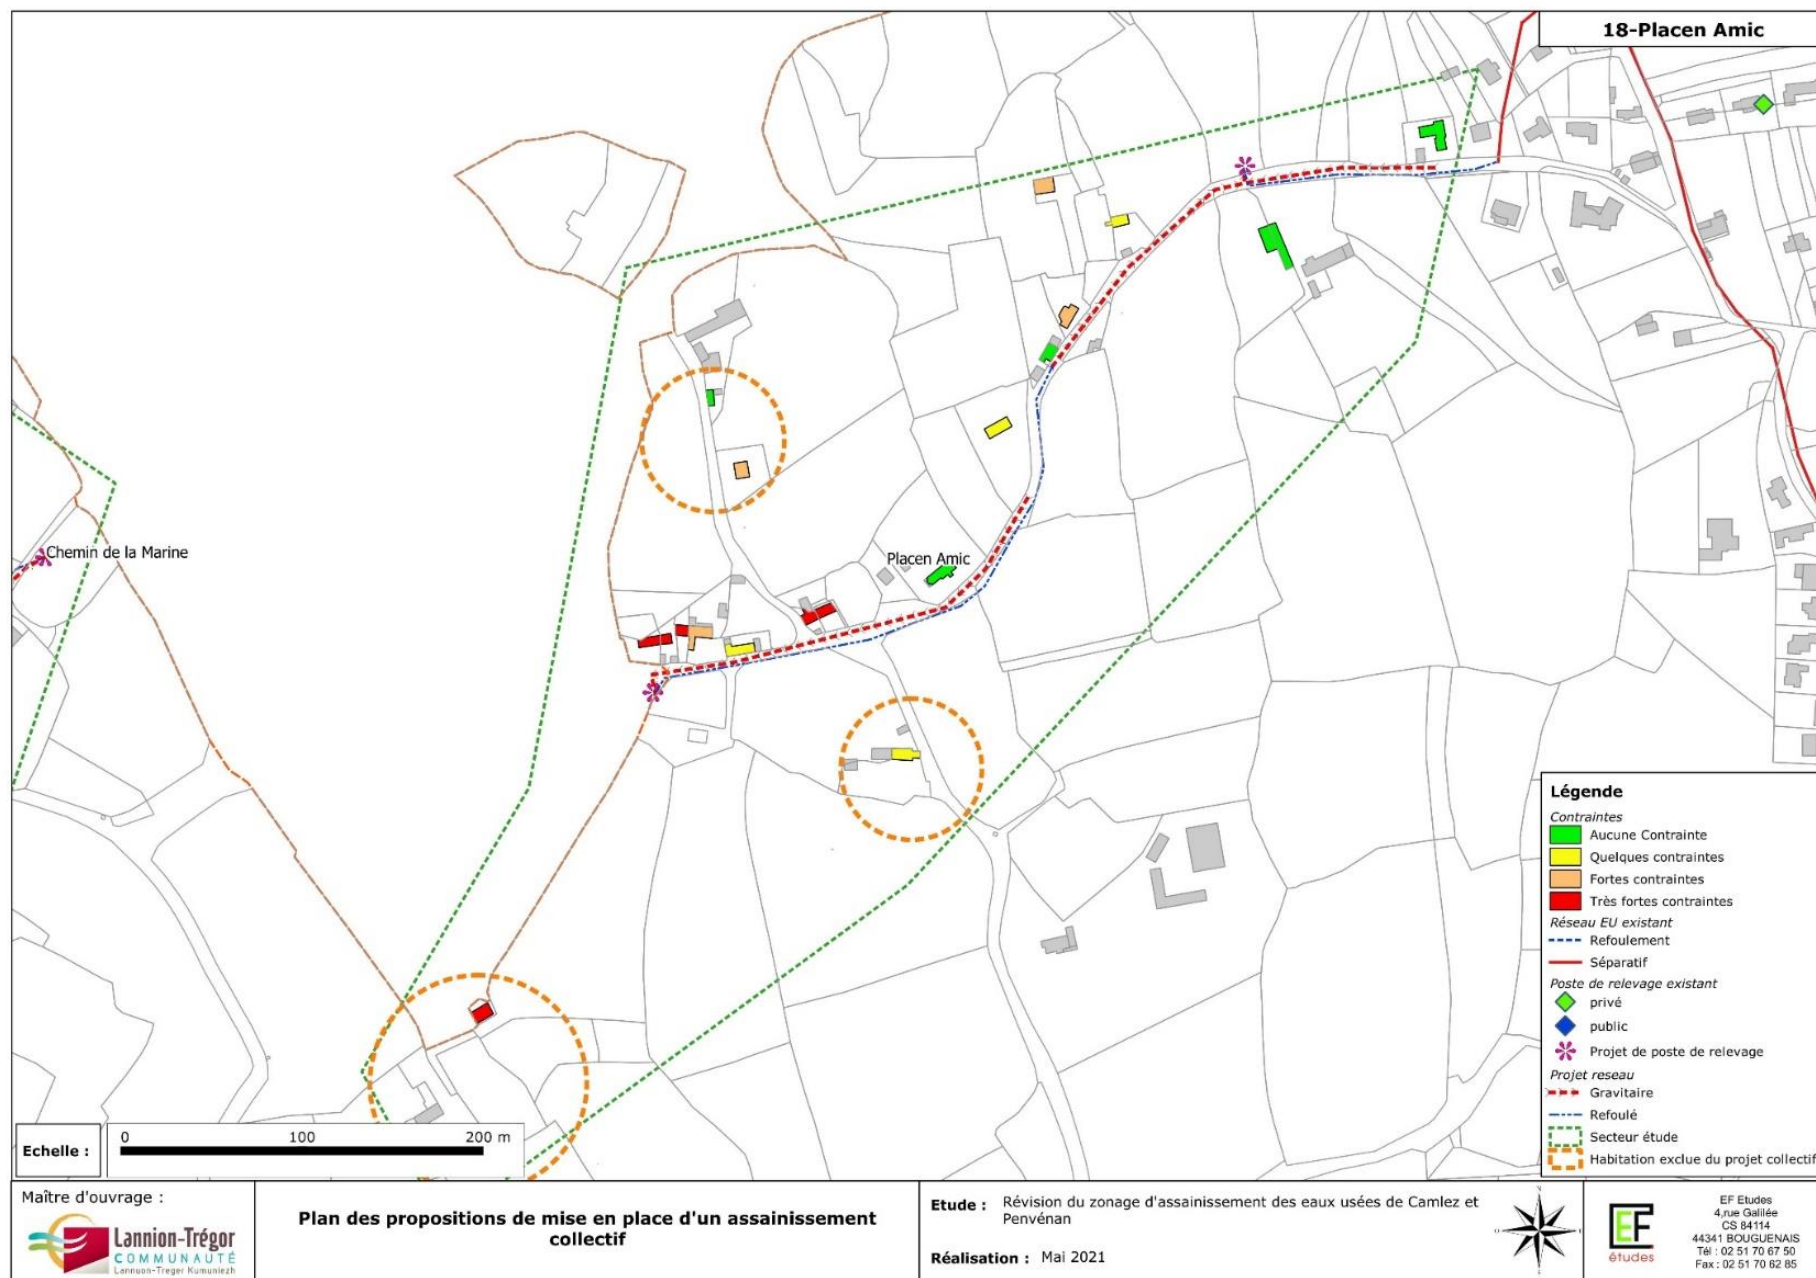 18-Placen Amic
Chemin de la Marine
Placen Amic
Légende
Contraintes
Aucune Contrainte
Quelques contraintes
Fortes contraintes
Très fortes contraintes
Réseau EU existant
Refoulement
Séparatif
Poste de relevage existant
privé
public
Projet de poste de relevage
Projet reseau
Gravitaire
Refoulé
Secteur étude
Habitation exclue du projet collectif
Echelle :
0 100 200 m
Maître d'ouvrage :
Lannion-Trégor
COMMUNAUTÉ
Lannuon-Treger Kumuniezh
Plan des propositions de mise en place d'un assainissement
collectif
Etude : Révision du zonage d'assainissement des eaux usées de Camlez et
Penvénan
Réalisation : Mai 2021
EF
études
EF Etudes
4,rue Galilée
CS 84114
44341 BOUGUENAIS
Tél : 02 51 70 67 50
Fax : 02 51 70 62 85